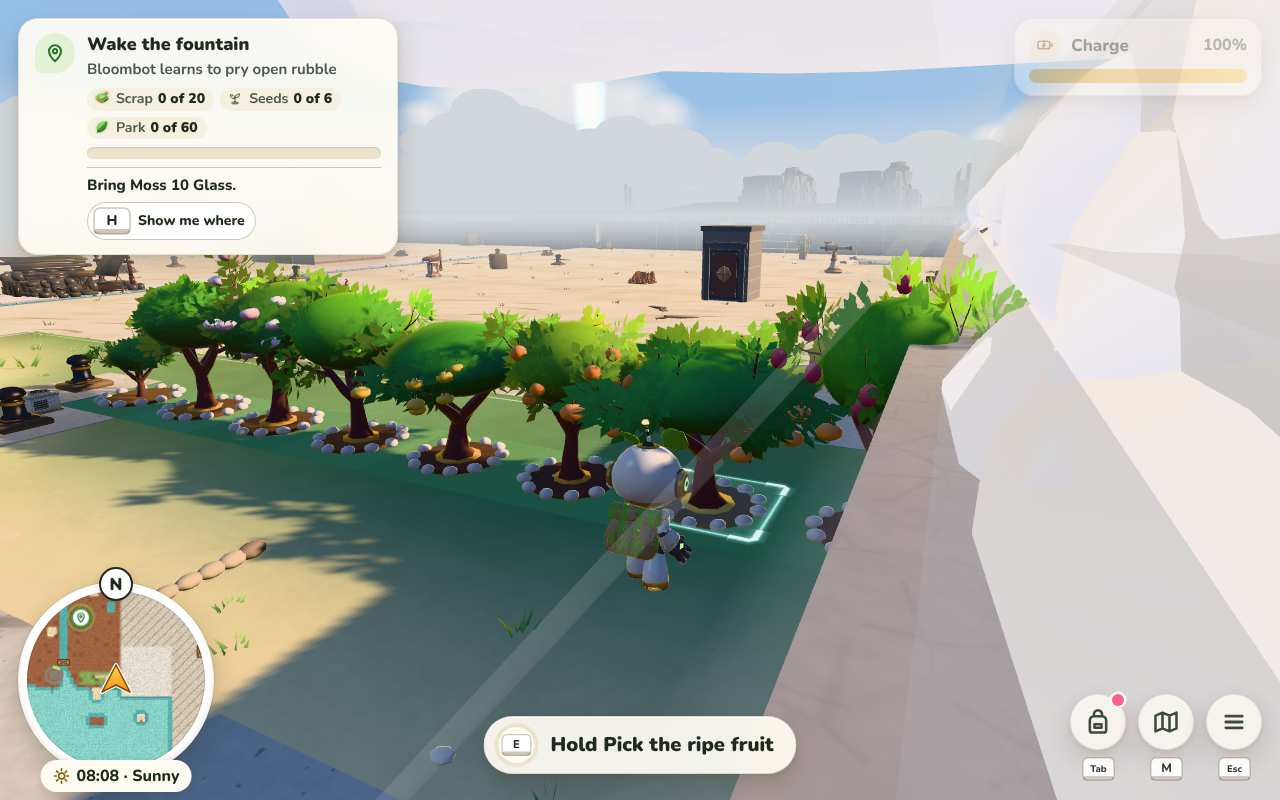 Wake the fountain
Bloombot learns to pry open rubble
Scrap 0 of 20 Seeds 0 of 6
Park 0 of 60
Bring Moss 10 Glass.
H Show me where
Charge 100%
N
08:08 · Sunny
E Hold Pick the ripe fruit
Tab M Esc